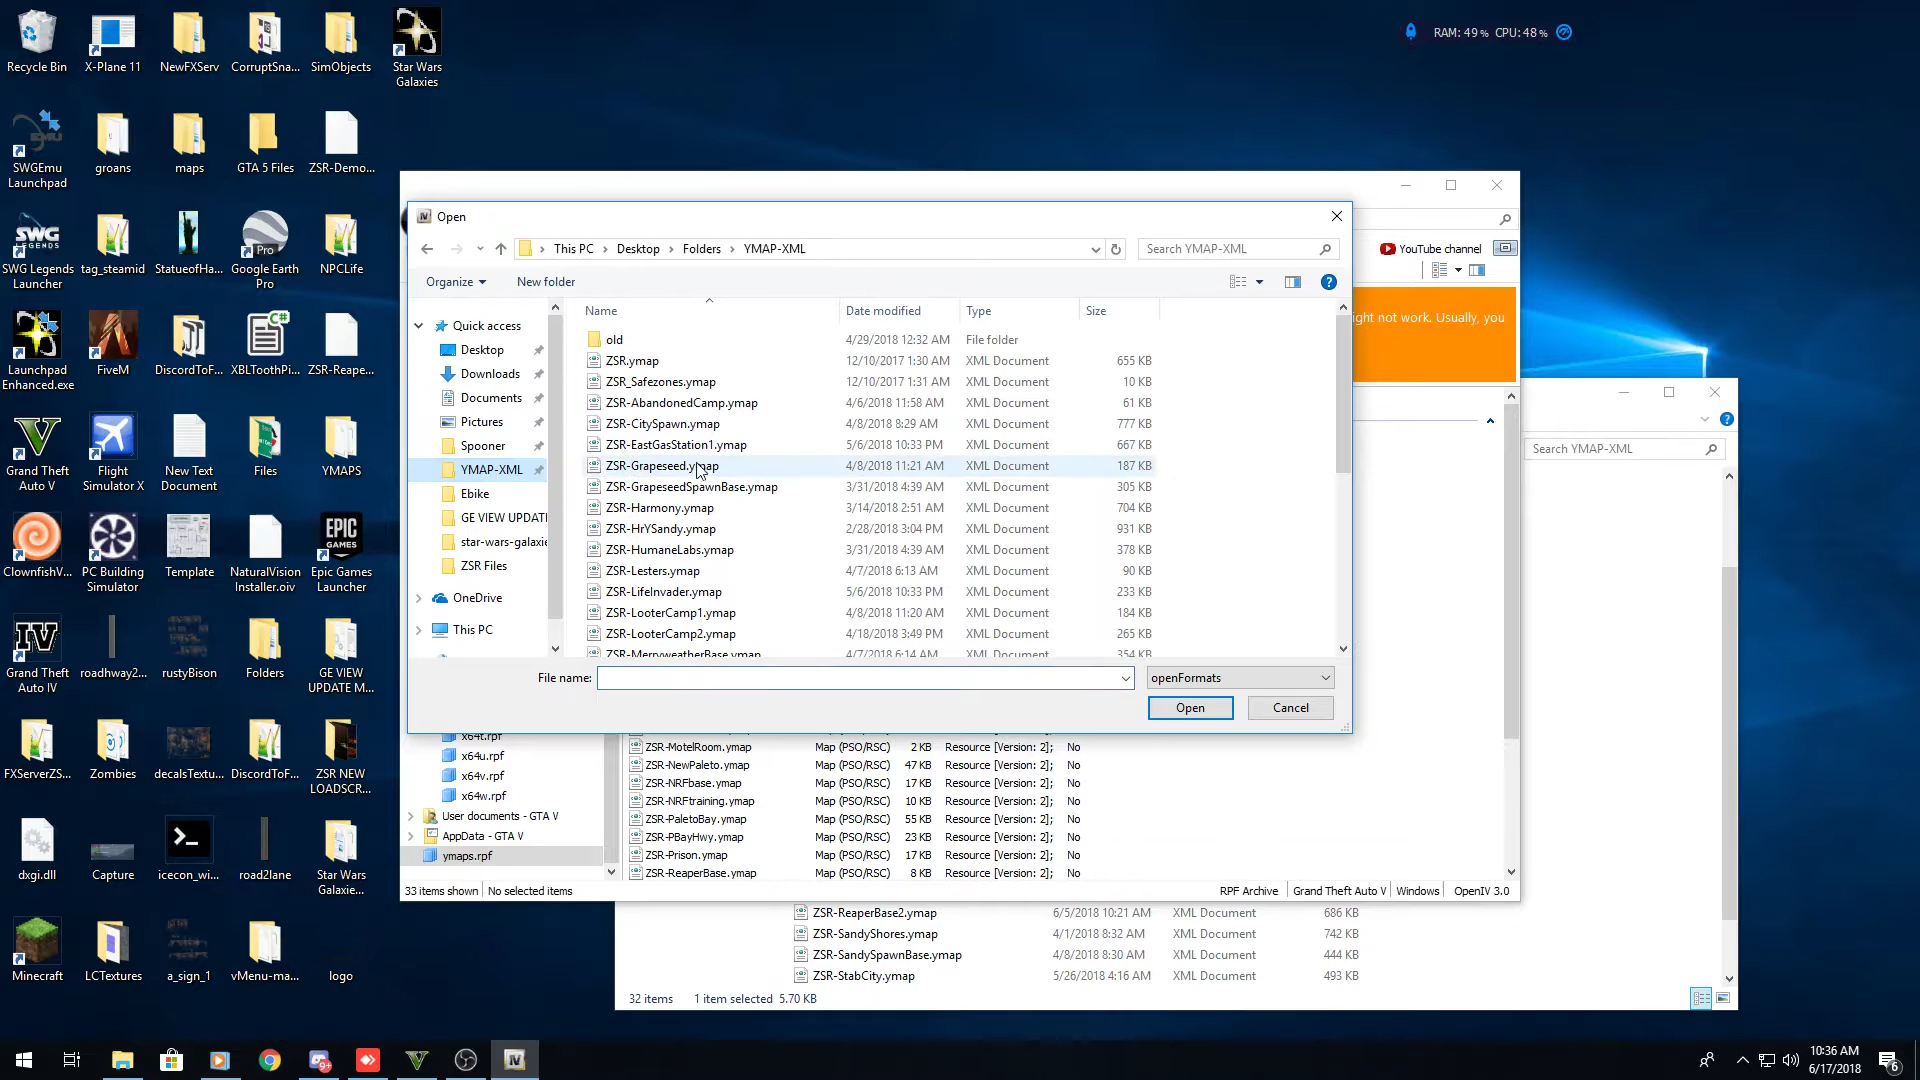 Recycle Bin
X-Plane 11
NewFXServ
CorruptSna...
SimObjects
Star Wars Galaxies
RAM: 49 % CPU: 48 %
SWGEmu Launchpad
groans
maps
GTA 5 Files
ZSR-Demo...
SWG Legends Launcher
tag_steamid
StatueofHa...
Google Earth Pro
NPCLife
Launchpad Enhanced.exe
FiveM
DiscordToF...
XBLToothPi...
ZSR-Reape...
Grand Theft Auto V
Flight Simulator X
New Text Document
Files
YMAPS
ClownfishV...
PC Building Simulator
Template
NaturalVision Installer.oiv
Epic Games Launcher
Grand Theft Auto IV
roadhway2...
rustyBison
Folders
GE VIEW UPDATE M...
FXServerZS...
Zombies
decalsTextu...
DiscordToF...
ZSR NEW LOADSCR...
dxgi.dll
Capture
icecon_wi...
road2lane
Star Wars Galaxie...
Minecraft
LCTextures
a_sign_1
vMenu-ma...
logo
Open
This PC > Desktop > Folders > YMAP-XML
Search YMAP-XML
Organize
New folder
Quick access
Desktop
Downloads
Documents
Pictures
Spooner
YMAP-XML
Ebike
GE VIEW UPDAT
star-wars-galaxie
ZSR Files
OneDrive
This PC
Name Date modified Type Size
old 4/29/2018 12:32 AM File folder
ZSR.ymap 12/10/2017 1:30 AM XML Document 655 KB
ZSR_Safezones.ymap 12/10/2017 1:31 AM XML Document 10 KB
ZSR-AbandonedCamp.ymap 4/6/2018 11:58 AM XML Document 61 KB
ZSR-CitySpawn.ymap 4/8/2018 8:29 AM XML Document 777 KB
ZSR-EastGasStation1.ymap 5/6/2018 10:33 PM XML Document 667 KB
ZSR-Grapeseed.ymap 4/8/2018 11:21 AM XML Document 187 KB
ZSR-GrapeseedSpawnBase.ymap 3/31/2018 4:39 AM XML Document 305 KB
ZSR-Harmony.ymap 3/14/2018 2:51 AM XML Document 704 KB
ZSR-HrYSandy.ymap 2/28/2018 3:04 PM XML Document 931 KB
ZSR-HumaneLabs.ymap 3/31/2018 4:39 AM XML Document 378 KB
ZSR-Lesters.ymap 4/7/2018 6:13 AM XML Document 90 KB
ZSR-LifeInvader.ymap 5/6/2018 10:33 PM XML Document 233 KB
ZSR-LooterCamp1.ymap 4/8/2018 11:20 AM XML Document 184 KB
ZSR-LooterCamp2.ymap 4/18/2018 3:49 PM XML Document 265 KB
ZSR-MerryweatherBase.ymap 4/7/2018 6:14 AM XML Document 354 KB
File name:
openFormats
Open
Cancel
YouTube channel
ight not work. Usually, you
Search YMAP-XML
x64t.rpf
x64u.rpf
x64v.rpf
x64w.rpf
User documents - GTA V
AppData - GTA V
ymaps.rpf
ZSR-MotelRoom.ymap Map (PSO/RSC) 2 KB Resource [Version: 2]; No
ZSR-NewPaleto.ymap Map (PSO/RSC) 47 KB Resource [Version: 2]; No
ZSR-NRFbase.ymap Map (PSO/RSC) 17 KB Resource [Version: 2]; No
ZSR-NRFtraining.ymap Map (PSO/RSC) 10 KB Resource [Version: 2]; No
ZSR-PaletoBay.ymap Map (PSO/RSC) 55 KB Resource [Version: 2]; No
ZSR-PBayHwy.ymap Map (PSO/RSC) 23 KB Resource [Version: 2]; No
ZSR-Prison.ymap Map (PSO/RSC) 17 KB Resource [Version: 2]; No
ZSR-ReaperBase.ymap Map (PSO/RSC) 8 KB Resource [Version: 2]; No
33 items shown No selected items RPF Archive Grand Theft Auto V Windows OpenIV 3.0
ZSR-ReaperBase2.ymap 6/5/2018 10:21 AM XML Document 686 KB
ZSR-SandyShores.ymap 4/1/2018 8:32 AM XML Document 742 KB
ZSR-SandySpawnBase.ymap 4/8/2018 8:30 AM XML Document 444 KB
ZSR-StabCity.ymap 5/26/2018 4:16 AM XML Document 493 KB
32 items 1 item selected 5.70 KB
10:36 AM
6/17/2018